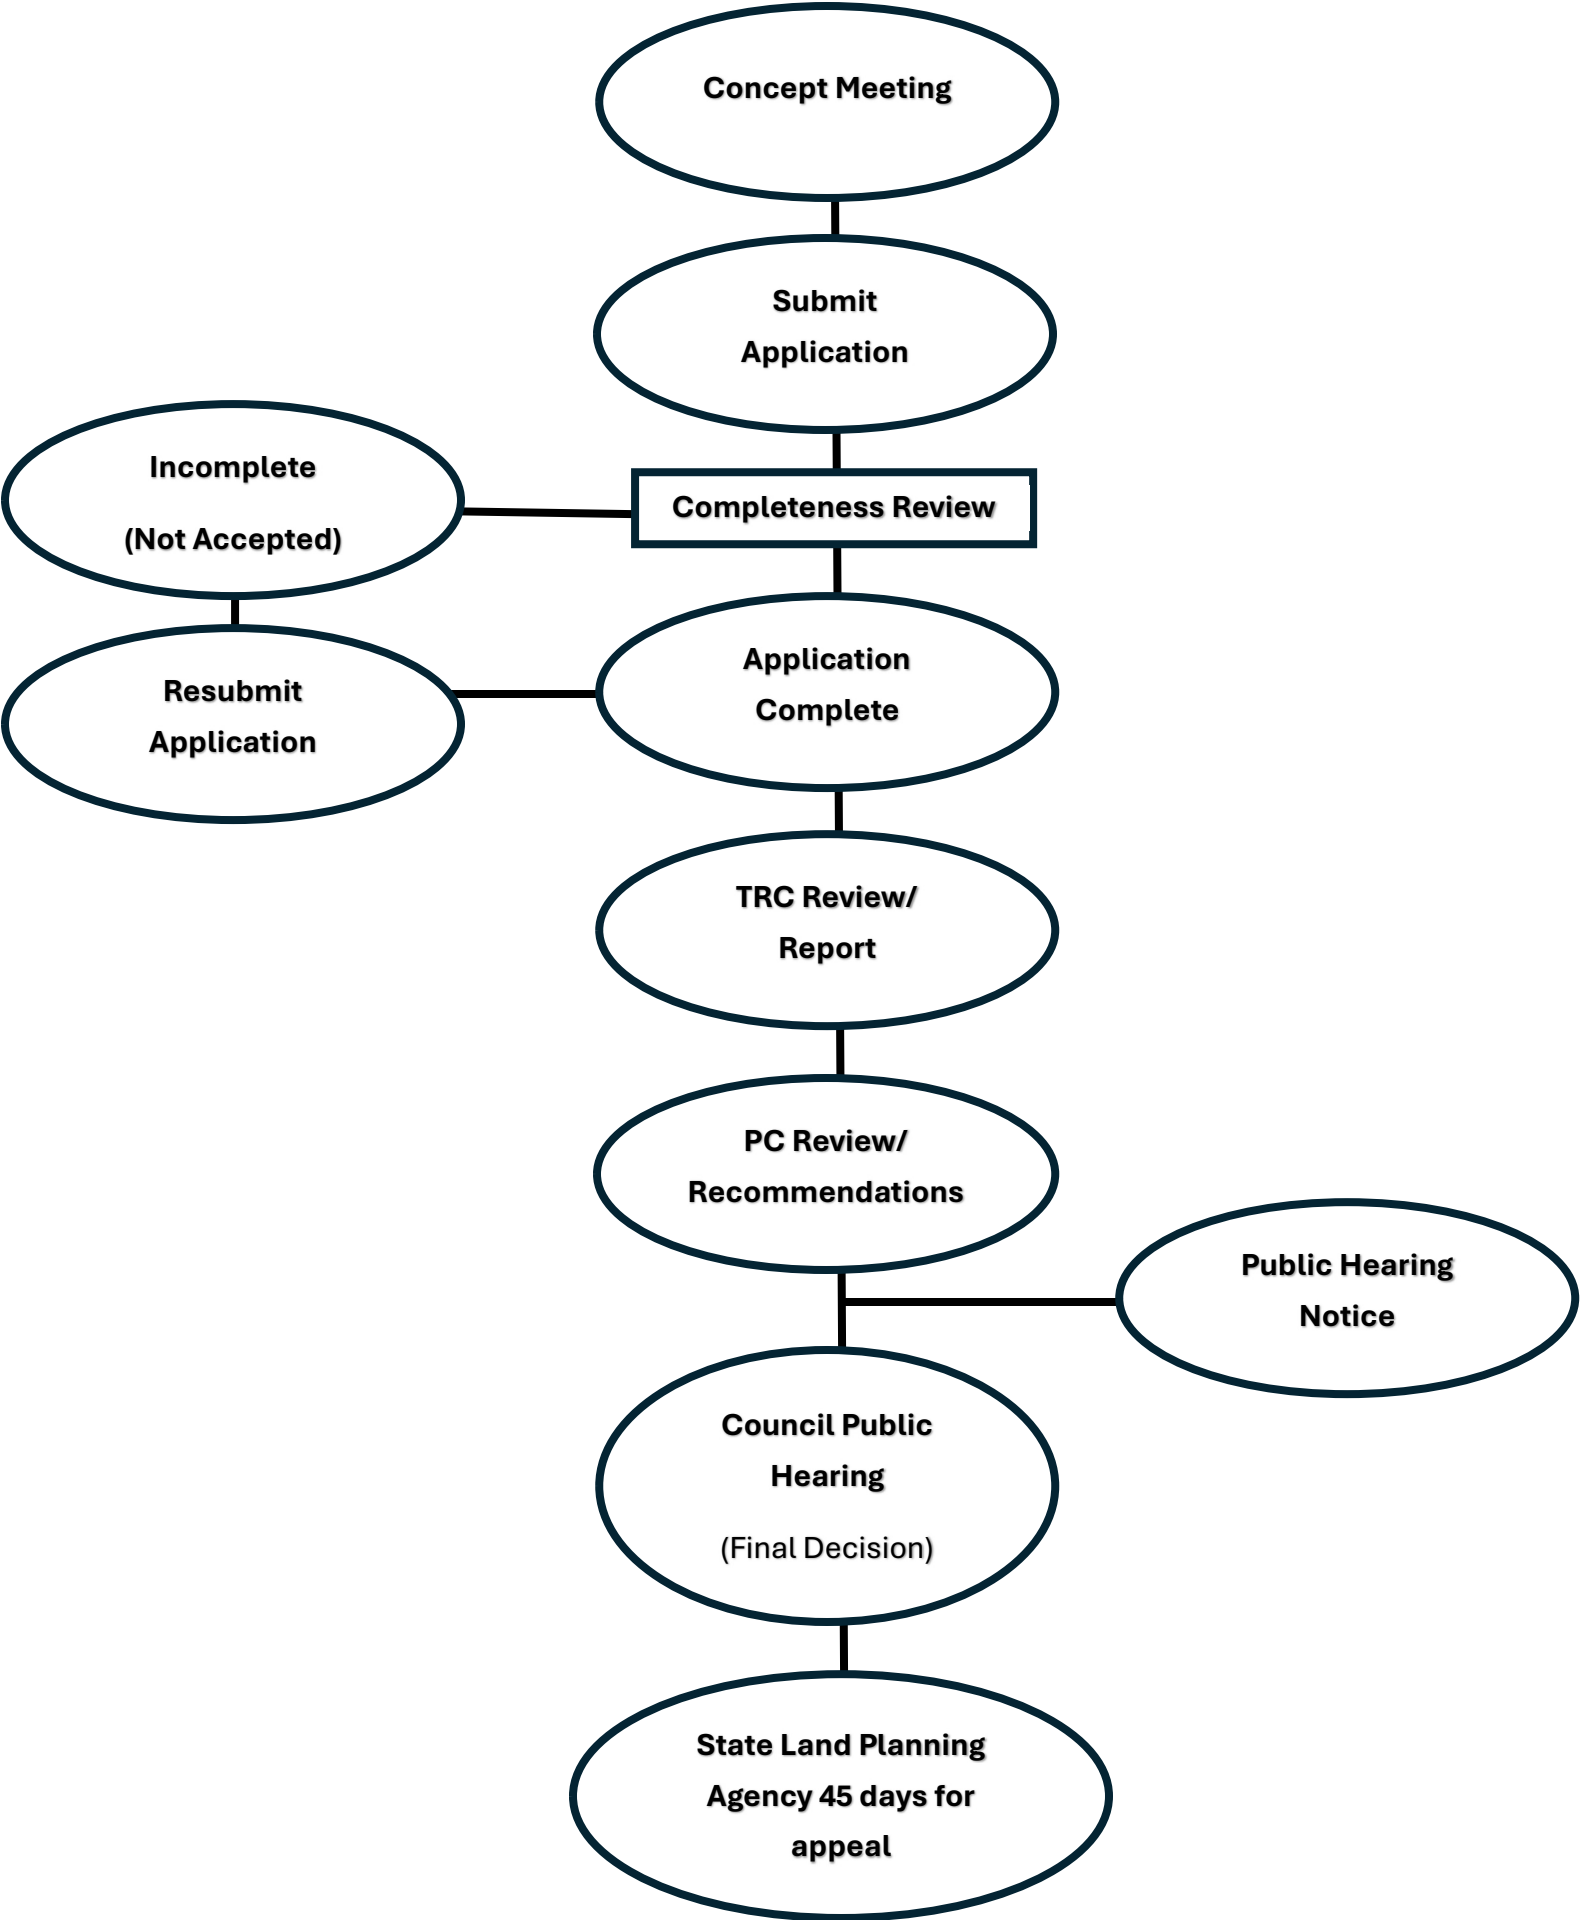 Concept Meeting
Submit
Application
Incomplete
(Not Accepted)
Completeness Review
Resubmit
Application
Application
Complete
TRC Review/
Report
PC Review/
Recommendations
Public Hearing
Notice
Council Public
Hearing
(Final Decision)
State Land Planning
Agency 45 days for
appeal